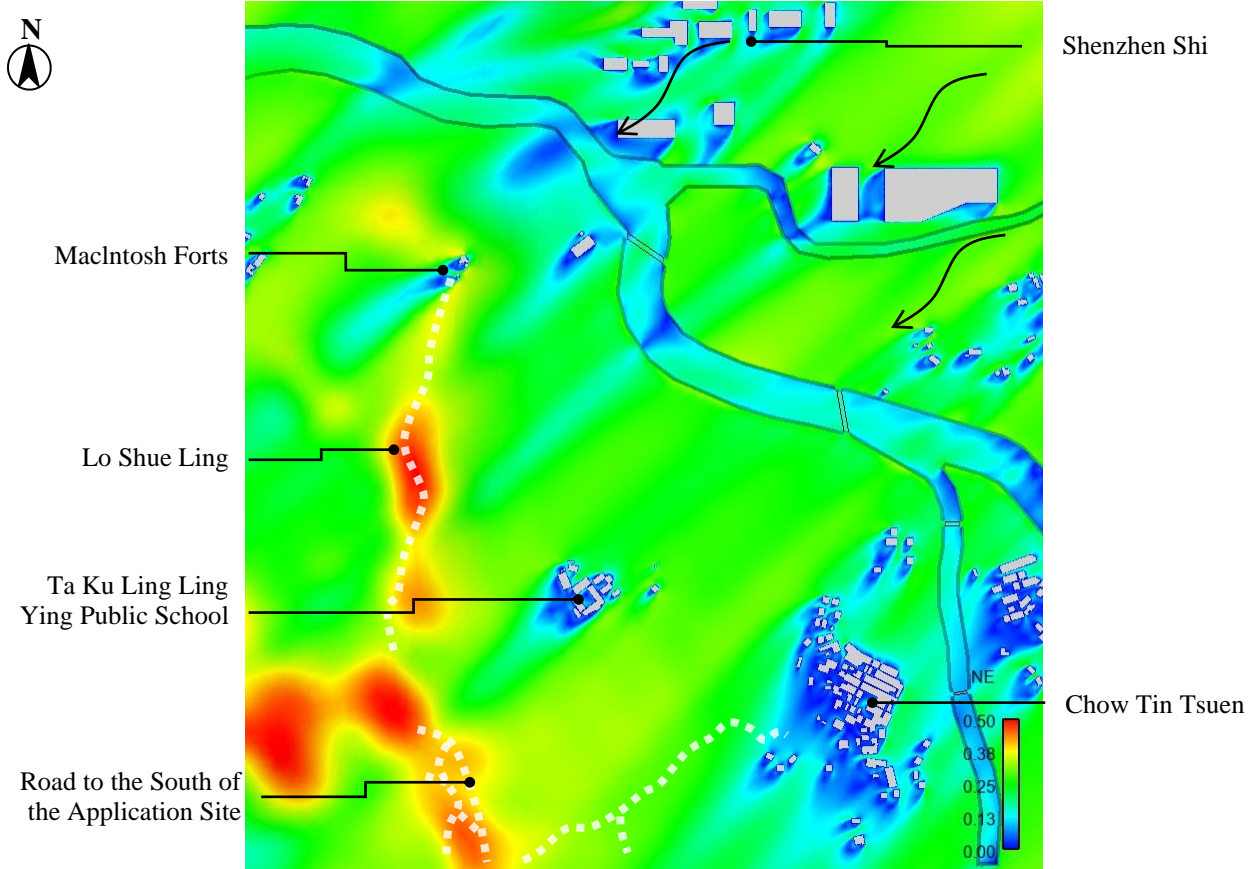 N
Shenzhen Shi
MacIntosh Forts
Lo Shue Ling
Ta Ku Ling Ling
Ying Public School
NE
Chow Tin Tsuen
0.50
0.38
0.25
0.13
0.00
Road to the South of
the Application Site